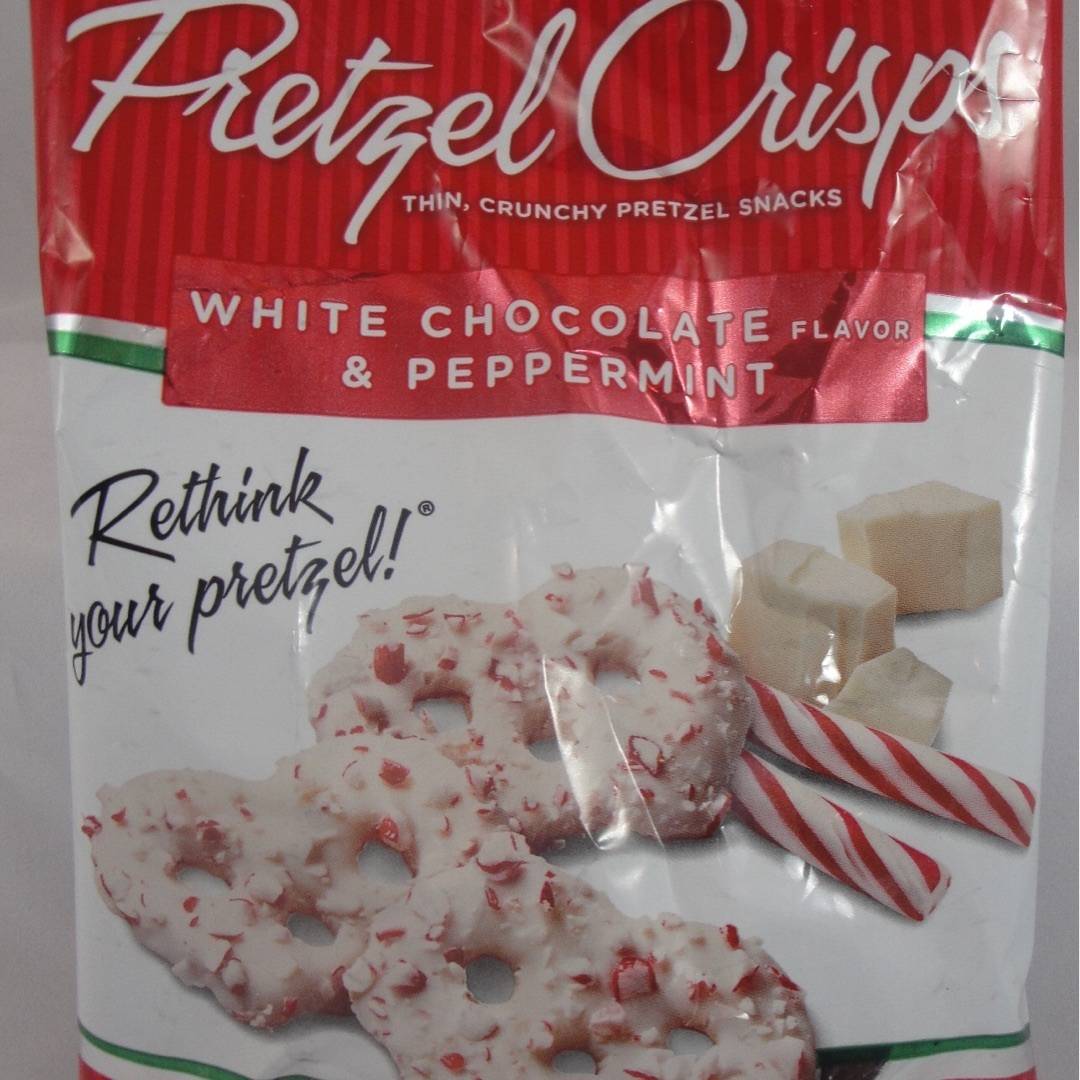 Pretzel Crisps
THIN, CRUNCHY PRETZEL SNACKS
WHITE CHOCOLATE FLAVOR
& PEPPERMINT
Rethink
your pretzel!®